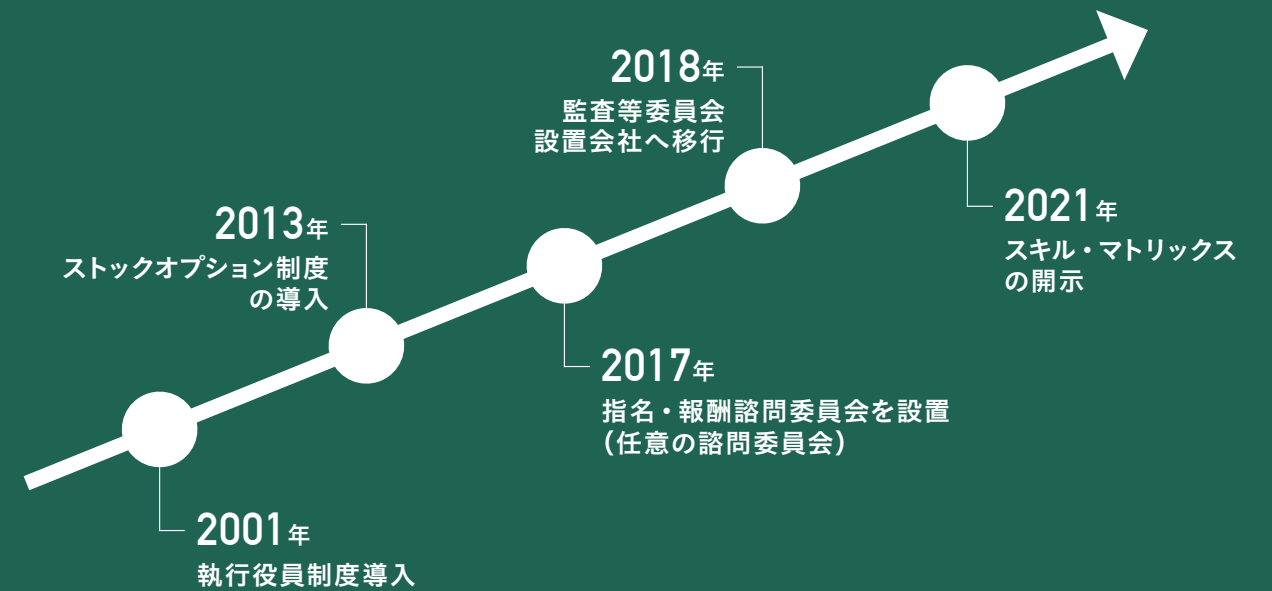 2001年
執行役員制度導入
2013年
ストックオプション制度
の導入
2017年
指名・報酬諮問委員会を設置
（任意の諮問委員会）
2018年
監査等委員会
設置会社へ移行
2021年
スキル・マトリックス
の開示